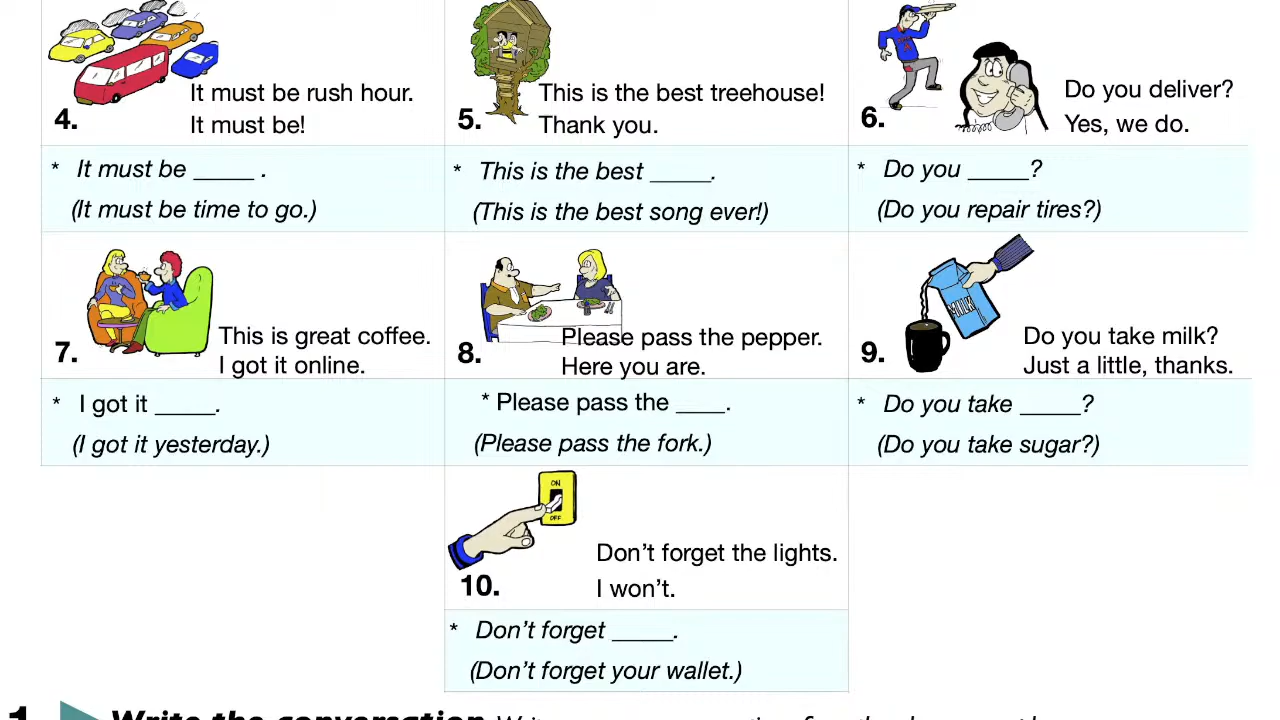 4.
It must be rush hour.
It must be!
* It must be _____ .
(It must be time to go.)
5.
This is the best treehouse!
Thank you.
* This is the best _____.
(This is the best song ever!)
6.
Do you deliver?
Yes, we do.
* Do you _____?
(Do you repair tires?)
7.
This is great coffee.
I got it online.
* I got it _____.
(I got it yesterday.)
8.
Please pass the pepper.
Here you are.
* Please pass the ____.
(Please pass the fork.)
MILK
9.
Do you take milk?
Just a little, thanks.
* Do you take _____?
(Do you take sugar?)
ON
OFF
10.
Don't forget the lights.
I won't.
* Don't forget _____.
(Don't forget your wallet.)
1 Write the conversation